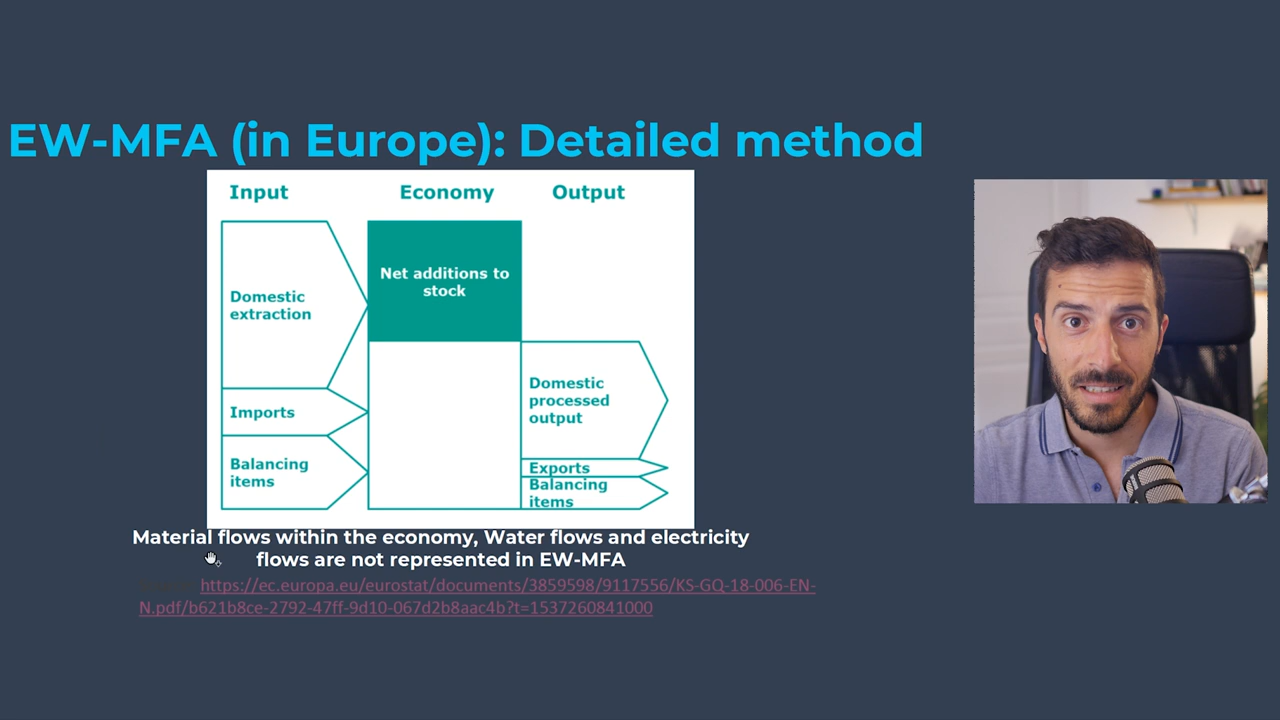 EW-MFA (in Europe): Detailed method
Input
Economy
Output
Domestic
extraction
Imports
Balancing
items
Net additions to
stock
Domestic
processed
output
Exports
Balancing
items
Material flows within the economy, Water flows and electricity
flows are not represented in EW-MFA
https://ec.europa.eu/eurostat/documents/3859598/9117556/KS-GQ-18-006-EN-
N.pdf/b621b8ce-2792-47ff-9d10-067d2b8aac4b?t=1537260841000